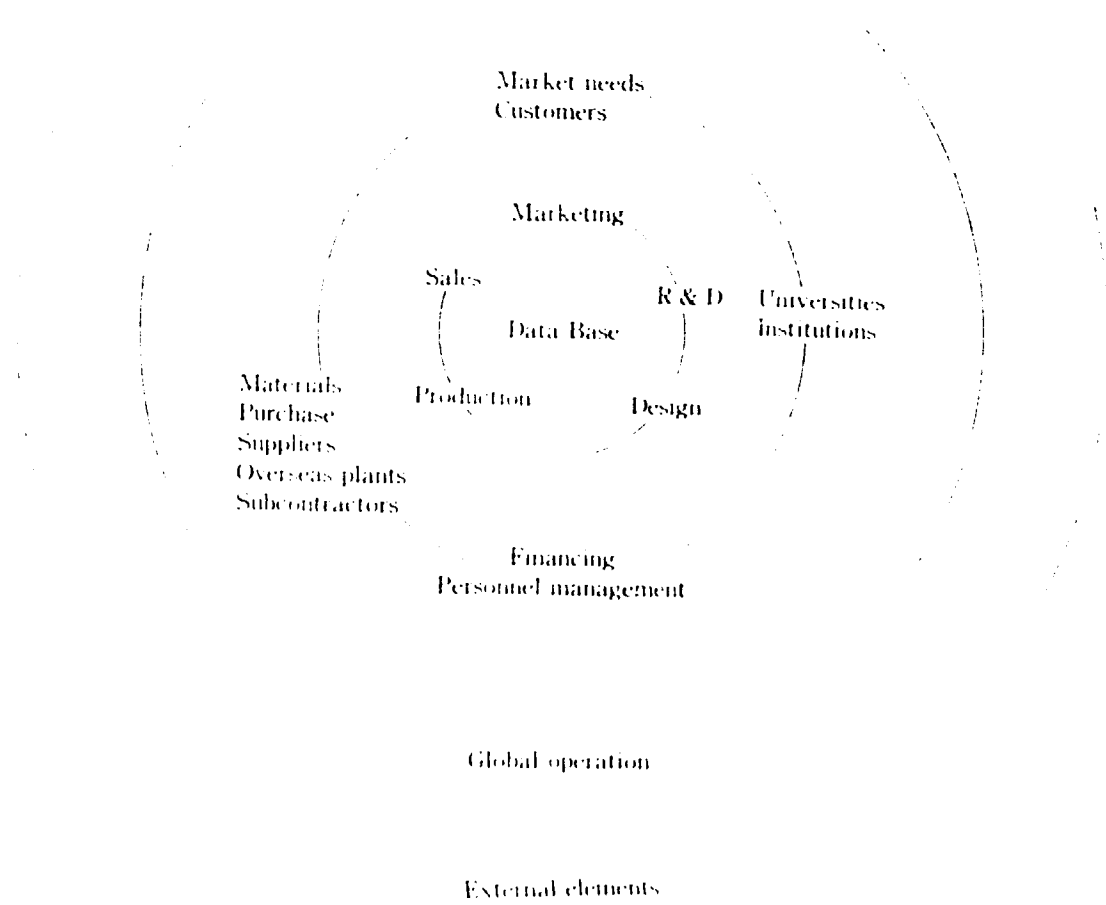 Market needs
Customers
Marketing
Sales
R & D
Universities
Institutions
Data Base
Materials
Purchase
Suppliers
Overseas plants
Subcontractors
Production
Design
Financing
Personnel management
Global operation
External elements